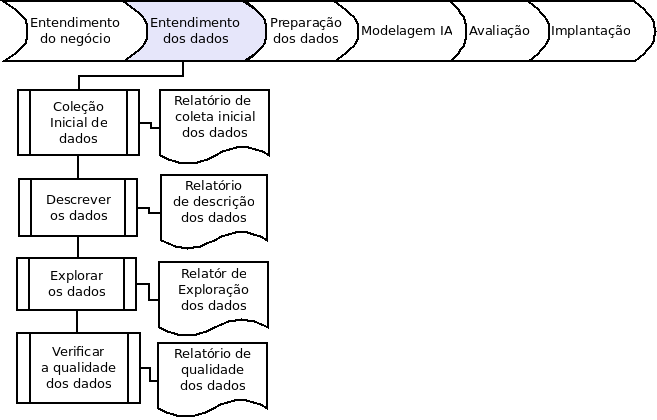 Entendimento
do negócio
Entendimento
dos dados
Preparação
dos dados
Modelagem IA
Avaliação
Implantação
Coleção
Inicial de
dados
Relatório de
coleta inicial
dos dados
Descrever
os dados
Relatório
de descrição
dos dados
Explorar
os dados
Relatór de
Exploração
dos dados
Verificar
a qualidade
dos dados
Relatório de
qualidade
dos dados